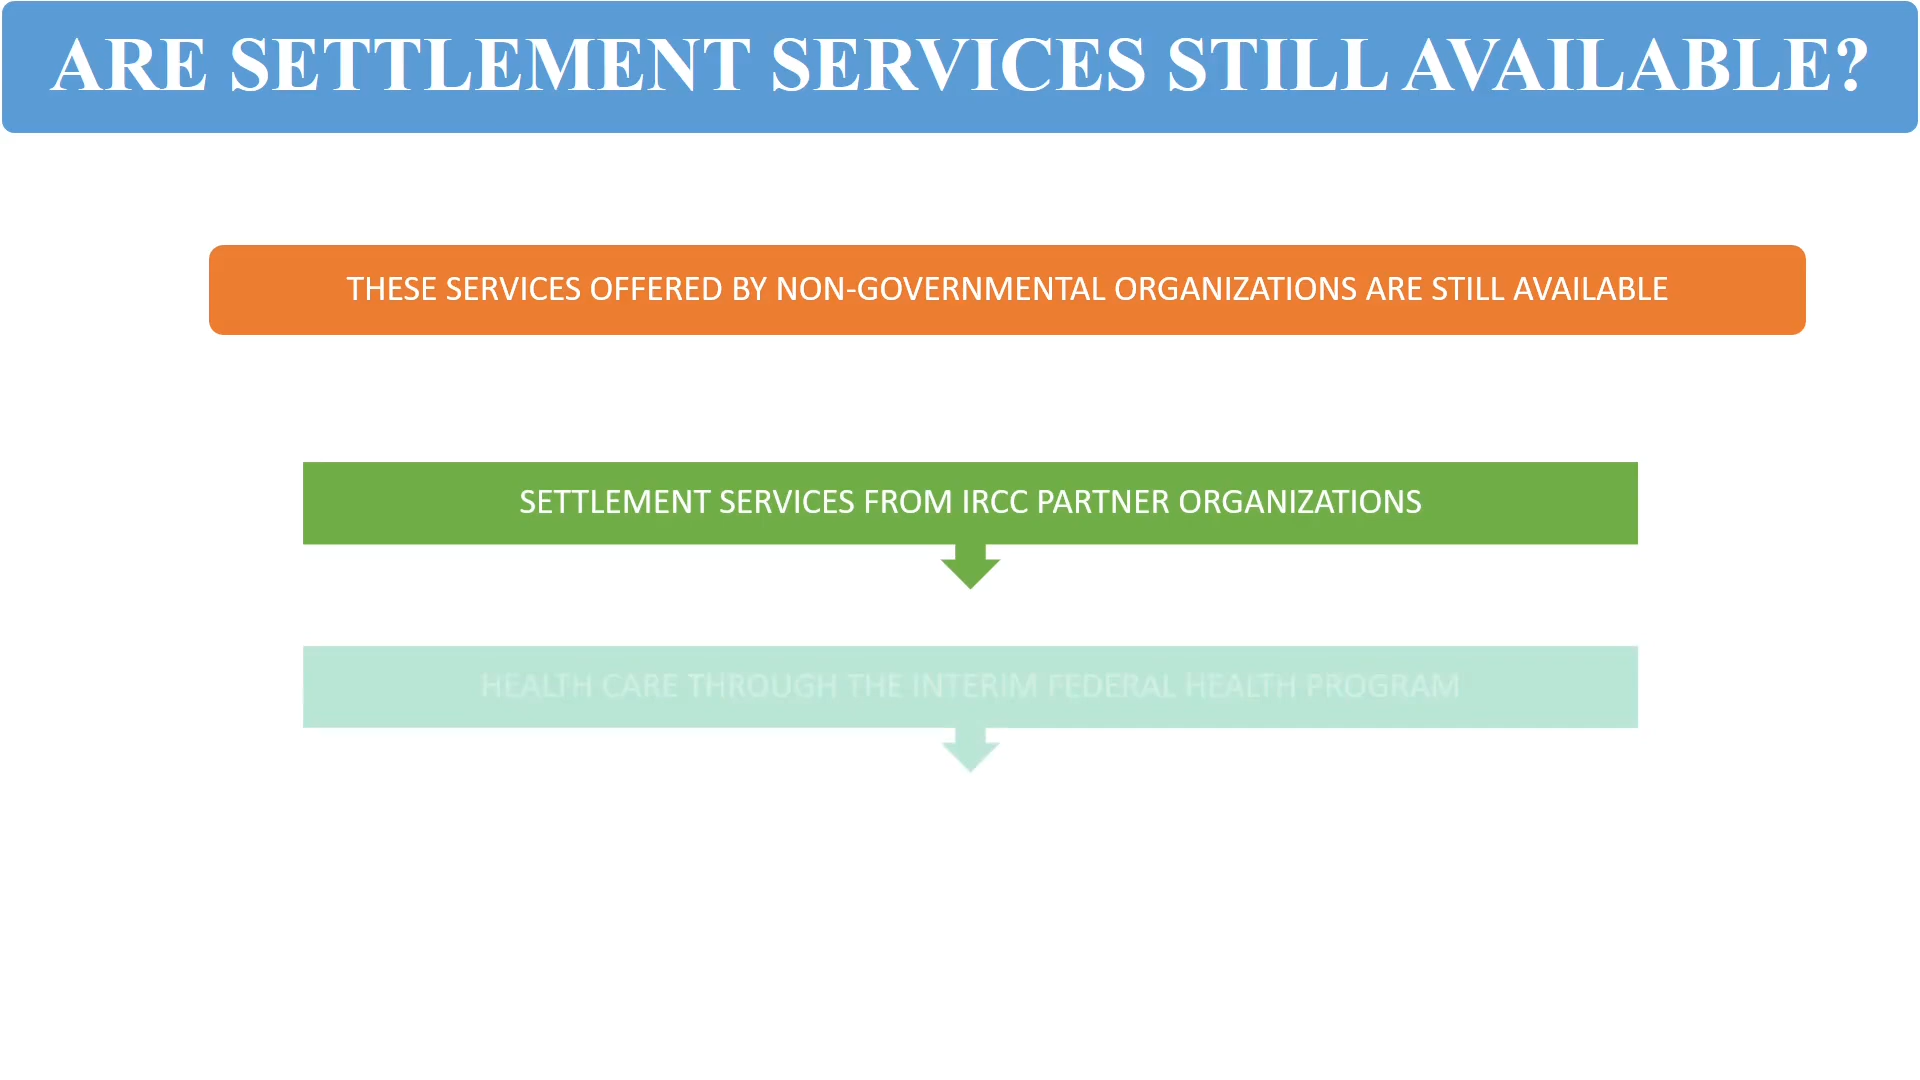 ARE SETTLEMENT SERVICES STILL AVAILABLE?
THESE SERVICES OFFERED BY NON-GOVERNMENTAL ORGANIZATIONS ARE STILL AVAILABLE
SETTLEMENT SERVICES FROM IRCC PARTNER ORGANIZATIONS
HEALTH CARE THROUGH THE INTERIM FEDERAL HEALTH PROGRAM